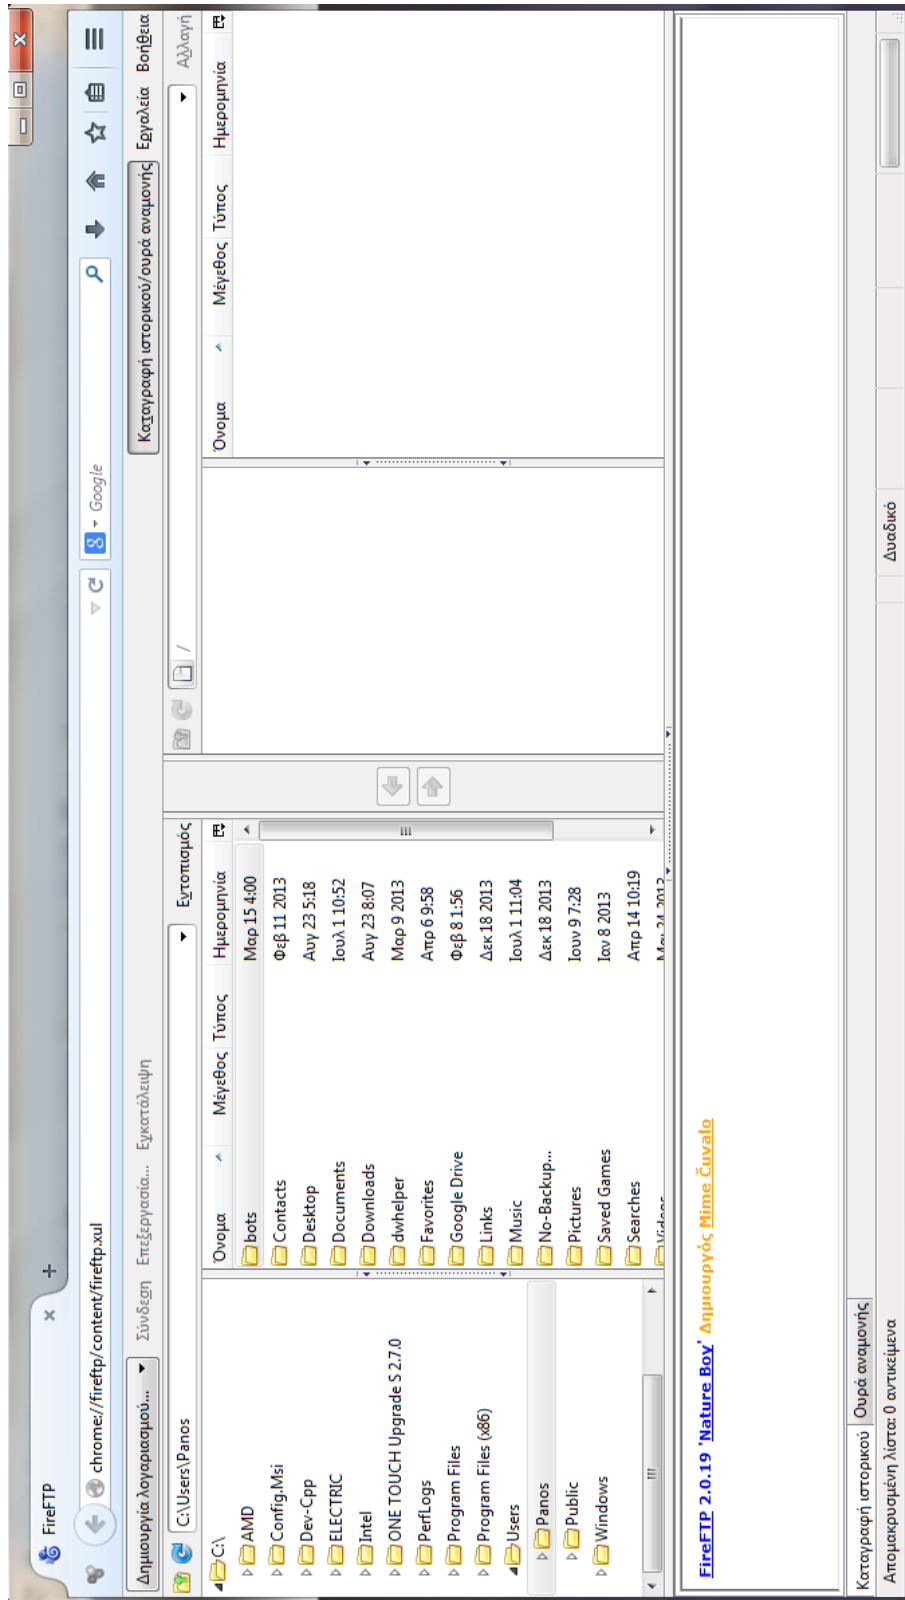 FireFTP
chrome://fireftp/content/fireftp.xul
Google
Δημιουργία λογαριασμού... Σύνδεση Επεξεργασία... Εγκατάλειψη
Καταγραφή ιστορικού/ουρά αναμονής Εργαλεία Βοήθεια
C:\Users\Panos Εντοπισμός
/ Αλλαγή
C:\
AMD
Config.Msi
Dev-Cpp
ELECTRIC
Intel
ONE TOUCH Upgrade S 2.7.0
PerfLogs
Program Files
Program Files (x86)
Users
Panos
Public
Windows
Όνομα Μέγεθος Τύπος Ημερομηνία
bots Μαρ 15 4:00
Contacts Φεβ 11 2013
Desktop Αυγ 23 5:18
Documents Ιουλ 1 10:52
Downloads Αυγ 23 8:07
dwhelper Μαρ 9 2013
Favorites Απρ 6 9:58
Google Drive Φεβ 8 1:56
Links Δεκ 18 2013
Music Ιουλ 1 11:04
No-Backup... Δεκ 18 2013
Pictures Ιουν 9 7:28
Saved Games Ιαν 8 2013
Searches Απρ 14 10:19
Όνομα Μέγεθος Τύπος Ημερομηνία
FireFTP 2.0.19 'Nature Boy' Δημιουργός Mime Čuvalo
Καταγραφή ιστορικού Ουρά αναμονής
Απομακρυσμένη λίστα: 0 αντικείμενα Δυαδικό